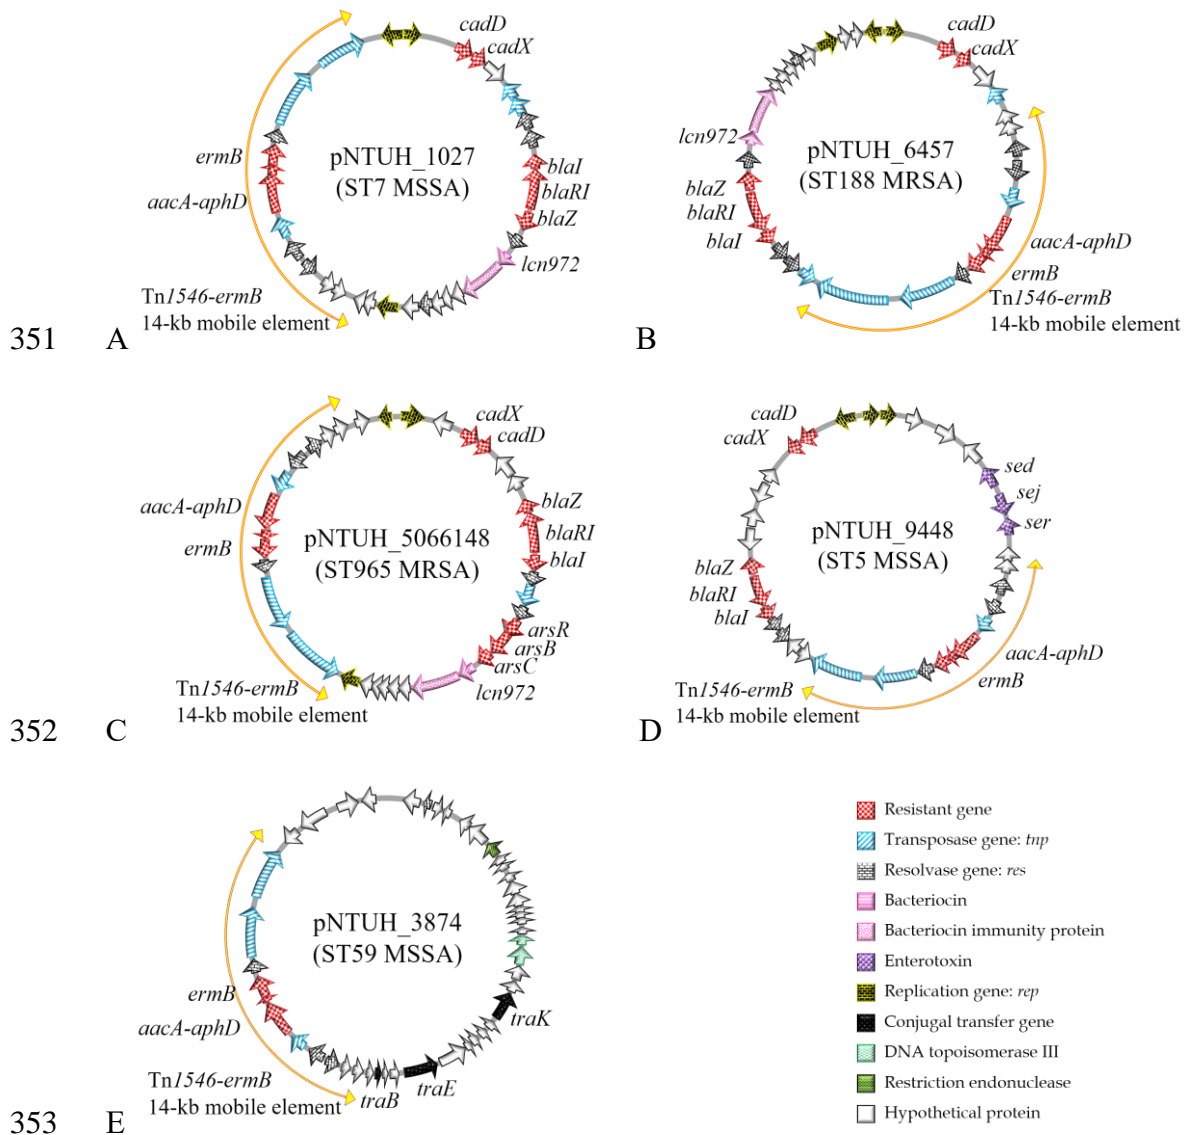 cadD
cadX
ermB
pNTUH_1027
(ST7 MSSA)
blaI
blaRI
blaZ
aacA-aphD
lcn972
Tn1546-ermB
14-kb mobile element
351 A
cadD
cadX
lcn972
pNTUH_6457
(ST188 MRSA)
blaZ
blaRI
blaI
aacA-aphD
ermB
Tn1546-ermB
14-kb mobile element
B
cadX
cadD
aacA-aphD
blaZ
ermB
pNTUH_5066148
(ST965 MRSA)
blaRI
blaI
arsR
arsB
arsC
lcn972
Tn1546-ermB
14-kb mobile element
352 C
cadD
cadX
sed
sej
ser
pNTUH_9448
(ST5 MSSA)
blaZ
blaRI
blaI
aacA-aphD
ermB
Tn1546-ermB
14-kb mobile element
D
pNTUH_3874
(ST59 MSSA)
ermB
aacA-aphD
traK
traE
traB
Tn1546-ermB
14-kb mobile element
353 E
Resistant gene
Transposase gene: tnp
Resolvase gene: res
Bacteriocin
Bacteriocin immunity protein
Enterotoxin
Replication gene: rep
Conjugal transfer gene
DNA topoisomerase III
Restriction endonuclease
Hypothetical protein